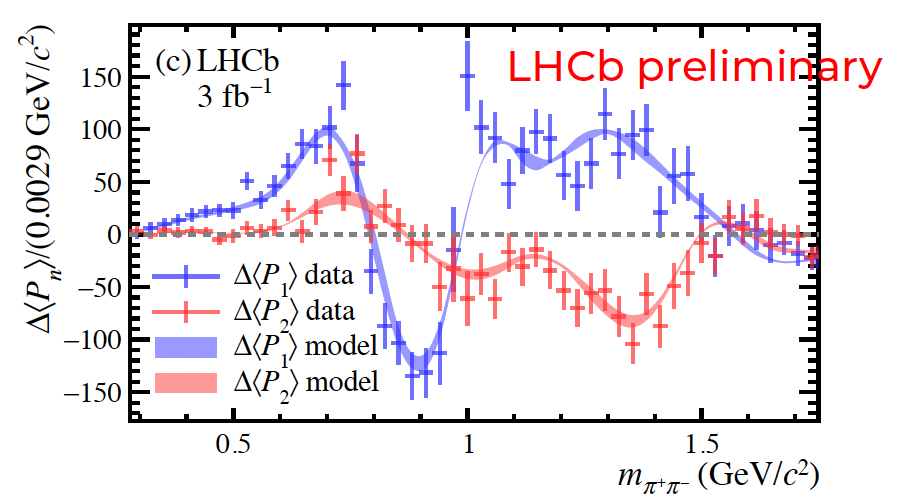 (c) LHCb
3 fb⁻¹
LHCb preliminary
Δ⟨Pₙ⟩/(0.0029 GeV/c²)
150
100
50
0
−50
−100
−150
Δ⟨P₁⟩ data
Δ⟨P₂⟩ data
Δ⟨P₁⟩ model
Δ⟨P₂⟩ model
0.5
1
1.5
m_π⁺π⁻ (GeV/c²)